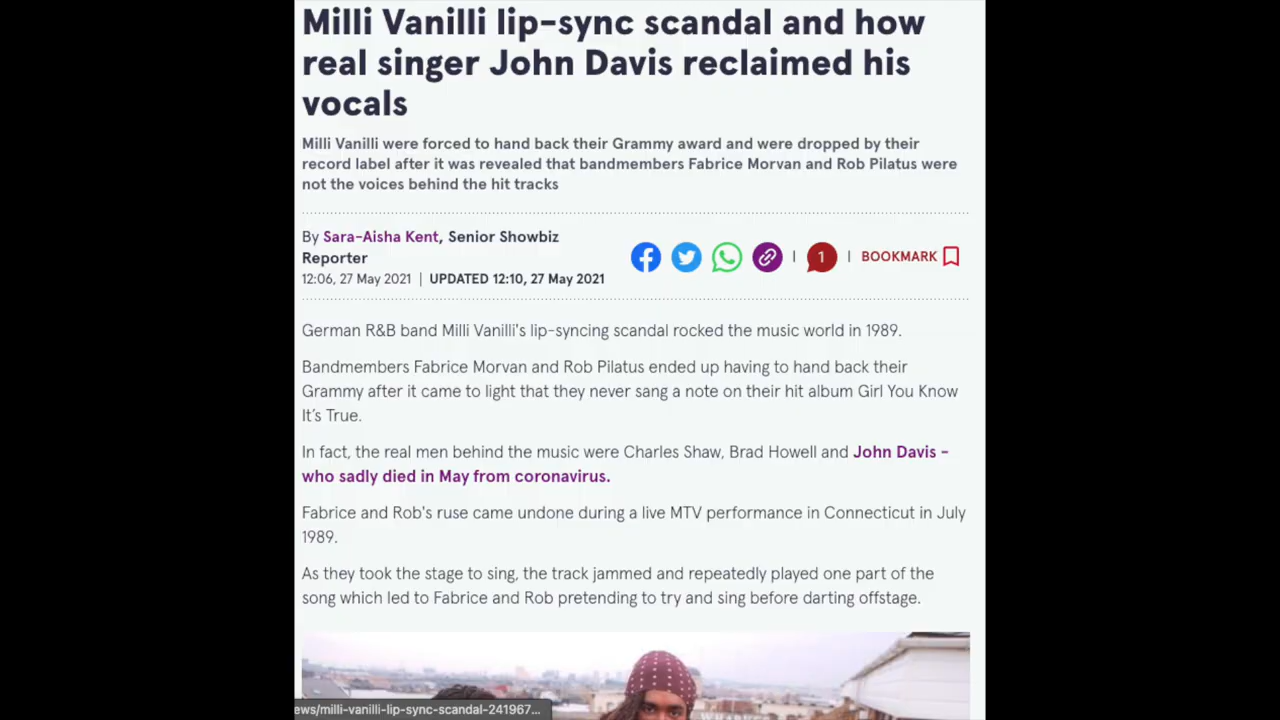 Milli Vanilli lip-sync scandal and how
real singer John Davis reclaimed his
vocals
Milli Vanilli were forced to hand back their Grammy award and were dropped by their
record label after it was revealed that bandmembers Fabrice Morvan and Rob Pilatus were
not the voices behind the hit tracks
By Sara-Aisha Kent, Senior Showbiz
Reporter
12:06, 27 May 2021 | UPDATED 12:10, 27 May 2021
1
BOOKMARK
German R&B band Milli Vanilli's lip-syncing scandal rocked the music world in 1989.
Bandmembers Fabrice Morvan and Rob Pilatus ended up having to hand back their
Grammy after it came to light that they never sang a note on their hit album Girl You Know
It’s True.
In fact, the real men behind the music were Charles Shaw, Brad Howell and John Davis -
who sadly died in May from coronavirus.
Fabrice and Rob's ruse came undone during a live MTV performance in Connecticut in July
1989.
As they took the stage to sing, the track jammed and repeatedly played one part of the
song which led to Fabrice and Rob pretending to try and sing before darting offstage.
ews/milli-vanilli-lip-sync-scandal-241967...